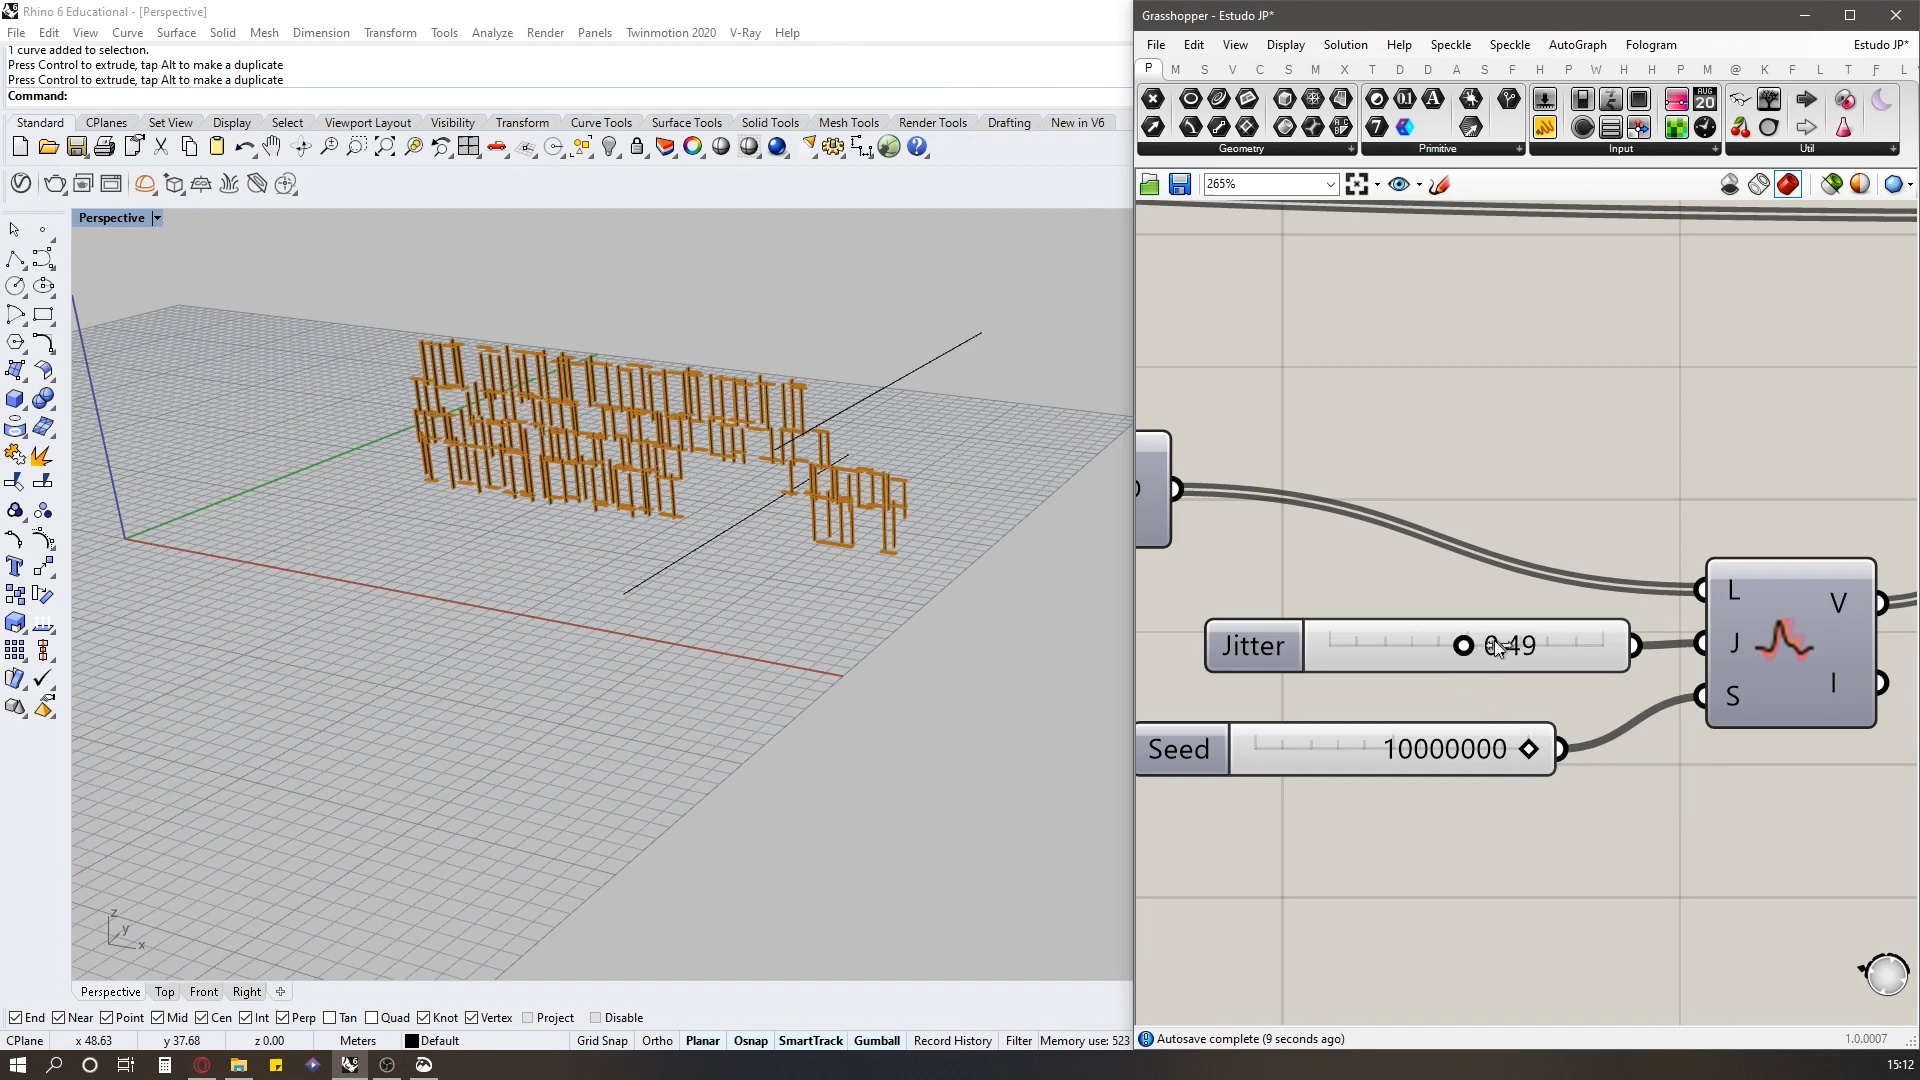 Rhino 6 Educational - [Perspective]
File Edit View Curve Surface Solid Mesh Dimension Transform Tools Analyze Render Panels Twinmotion 2020 V-Ray Help
1 curve added to selection.
Press Control to extrude, tap Alt to make a duplicate
Press Control to extrude, tap Alt to make a duplicate
Command:
Standard CPlanes Set View Display Select Viewport Layout Visibility Transform Curve Tools Surface Tools Solid Tools Mesh Tools Render Tools Drafting New in V6
Perspective
z
y
x
Perspective Top Front Right
End Near Point Mid Cen Int Perp Tan Quad Knot Vertex Project Disable
CPlane x 48.63 y 37.68 z 0.00 Meters Default Grid Snap Ortho Planar Osnap SmartTrack Gumball Record History Filter Memory use: 523
Grasshopper - Estudo JP*
File Edit View Display Solution Help Speckle Speckle AutoGraph Fologram Estudo JP*
P M S V C S M X T D D A S F H P W H H P M @ K F L T F L
AUG
20
Geometry Primitive Input Util
265%
L
V
Jitter 0.49
J
I
S
Seed 10000000
Autosave complete (9 seconds ago) 1.0.0007
15:12